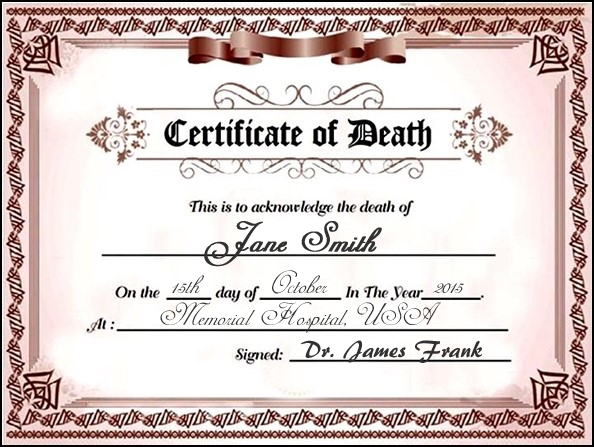 Certificate of Death
This is to acknowledge the death of
Jane Smith
On the 15th day of October In The Year 2015.
At : Memorial Hospital, USA
Signed: Dr. James Frank